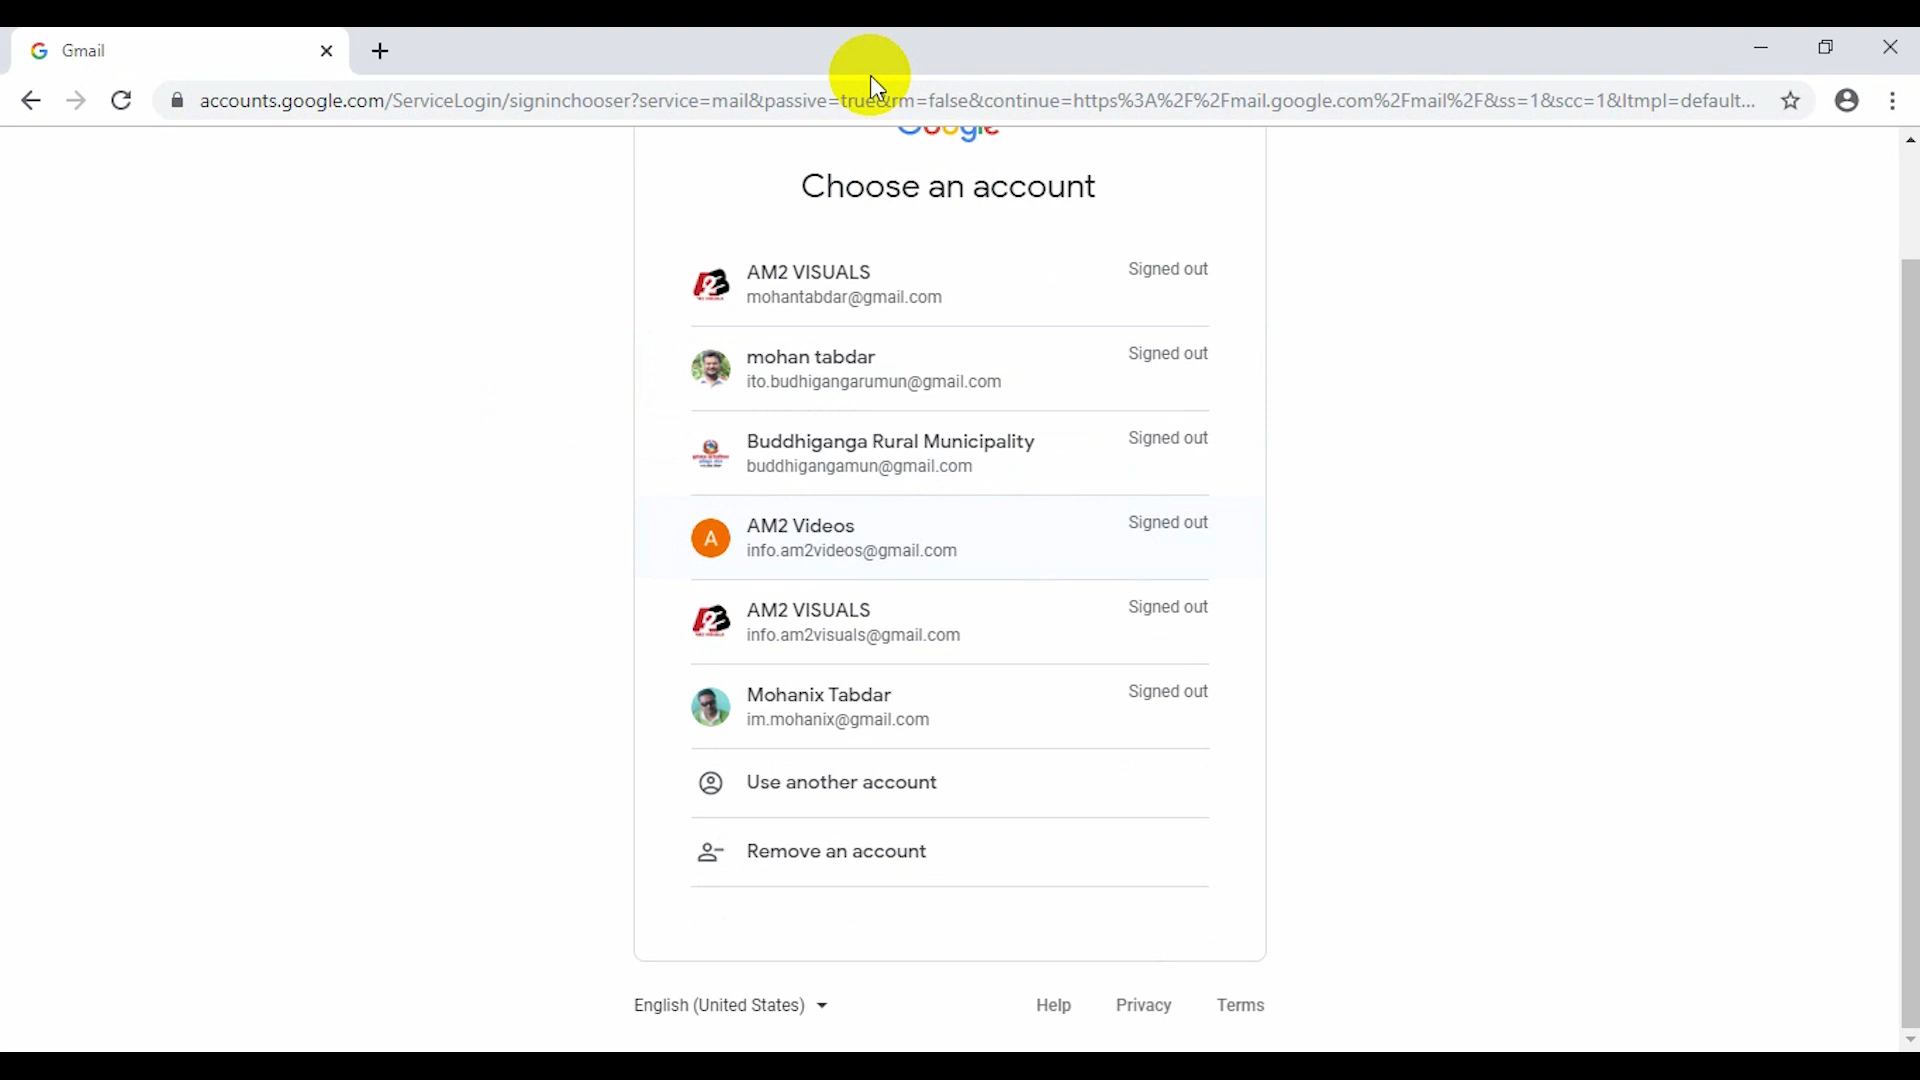 Gmail
accounts.google.com/ServiceLogin/signinchooser?service=mail&passive=true&rm=false&continue=https%3A%2F%2Fmail.google.com%2Fmail%2F&ss=1&scc=1&ltmpl=default...
Google
Choose an account
AM2 VISUALS
Signed out
mohantabdar@gmail.com
mohan tabdar
Signed out
ito.budhigangarumun@gmail.com
Buddhiganga Rural Municipality
Signed out
buddhigangamun@gmail.com
A
AM2 Videos
Signed out
info.am2videos@gmail.com
AM2 VISUALS
Signed out
info.am2visuals@gmail.com
Mohanix Tabdar
Signed out
im.mohanix@gmail.com
Use another account
Remove an account
English (United States)
Help
Privacy
Terms